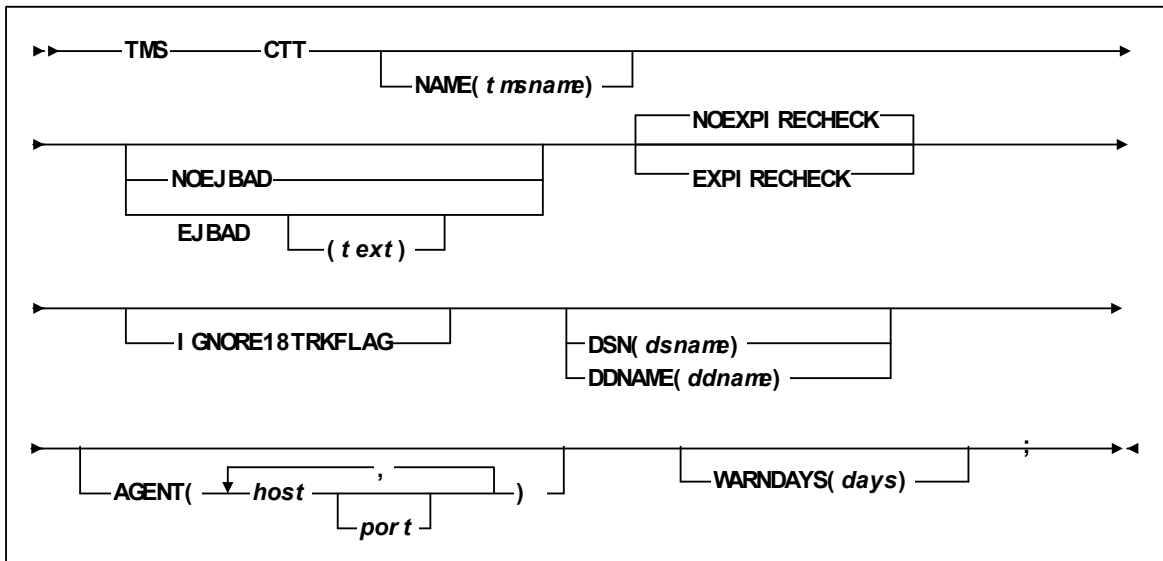 TMS CTT
NAME( tmsname)
NOEXPIRECHECK
NOEJBAD
EXPIRECHECK
EJBAD
( text )
IGNORE18TRKFLAG
DSN( dsname)
DDNAME( ddname)
,
;
AGENT( host )
WARNDAYS( days)
port